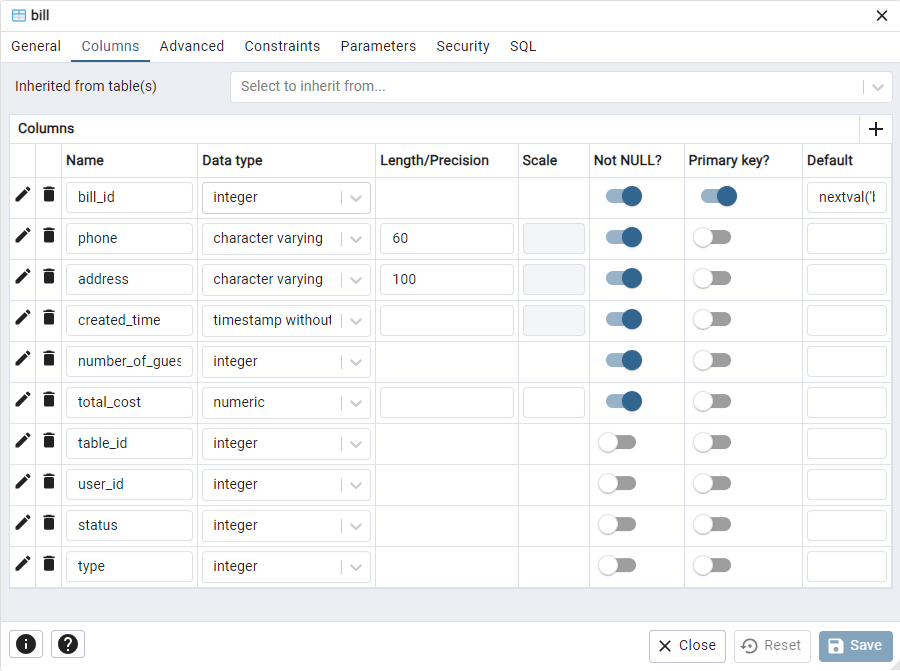 bill
General Columns Advanced Constraints Parameters Security SQL
Inherited from table(s) Select to inherit from...
Columns
Name Data type Length/Precision Scale Not NULL? Primary key? Default
bill_id integer nextval('b
phone character varying 60
address character varying 100
created_time timestamp without
number_of_gues integer
total_cost numeric
table_id integer
user_id integer
status integer
type integer
Close Reset Save